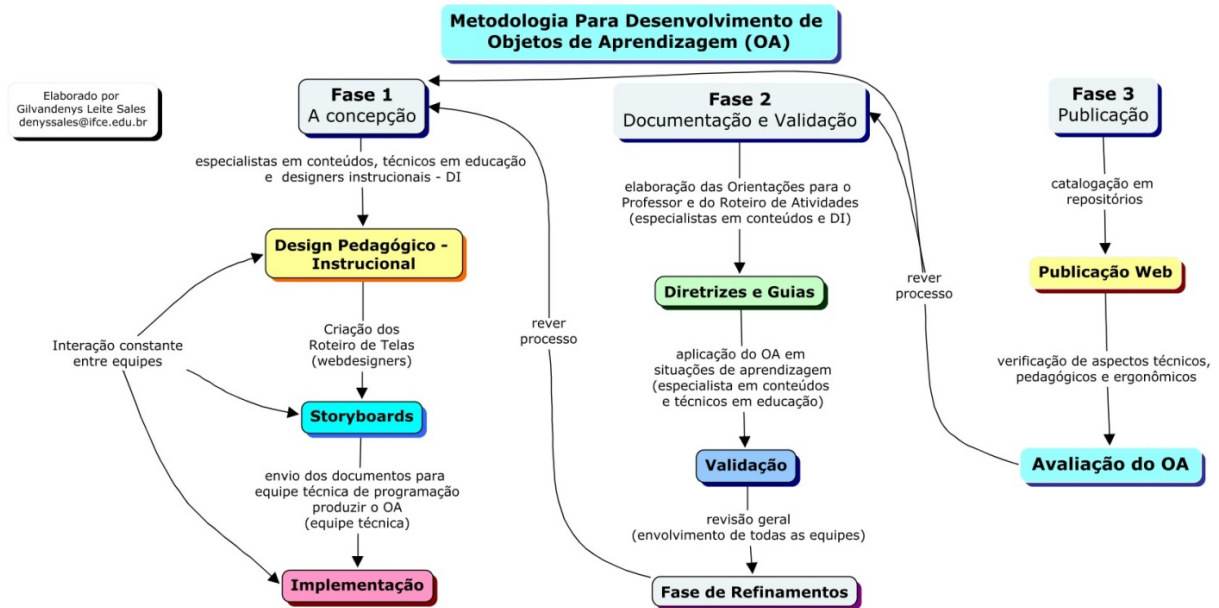 Metodologia Para Desenvolvimento de
Objetos de Aprendizagem (OA)
Elaborado por
Gilvandenys Leite Sales
denyssales@ifce.edu.br
Fase 1
A concepção
especialistas em conteúdos, técnicos em educação
e designers instrucionais - DI
Design Pedagógico -
Instrucional
Criação dos
Roteiro de Telas
(webdesigners)
Interação constante
entre equipes
Storyboards
envio dos documentos para
equipe técnica de programação
produzir o OA
(equipe técnica)
Implementação
rever
processo
Fase 2
Documentação e Validação
elaboração das Orientações para o
Professor e do Roteiro de Atividades
(especialistas em conteúdos e DI)
Diretrizes e Guias
aplicação do OA em
situações de aprendizagem
(especialista em conteúdos
e técnicos em educação)
Validação
revisão geral
(envolvimento de todas as equipes)
Fase de Refinamentos
rever
processo
Fase 3
Publicação
catalogação em
repositórios
Publicação Web
verificação de aspectos técnicos,
pedagógicos e ergonômicos
Avaliação do OA